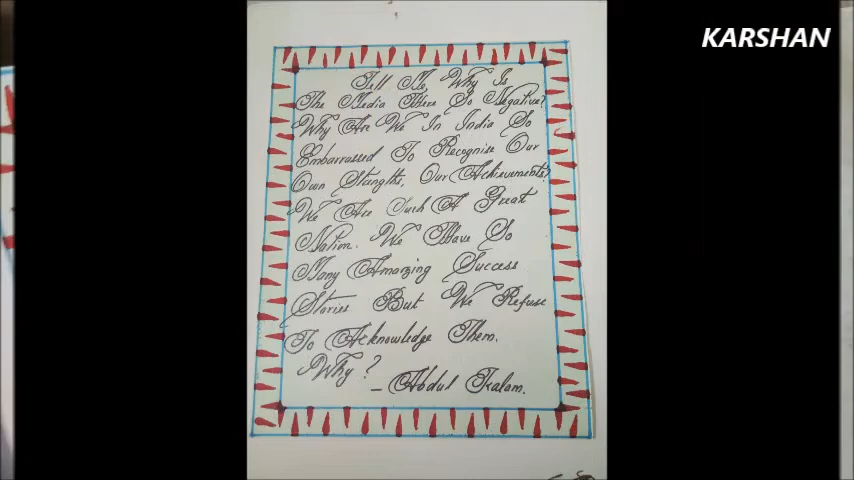 KARSHAN
Tell Me, Why Is
The Media Here So Negative?
Why Are We In India So
Embarrassed To Recognise Our
Own Strengths, Our Achievements?
We Are Such A Great
Nation. We Have So
Many Amazing Success
Stories But We Refuse
To Acknowledge Them.
Why?
- Abdul Kalam.